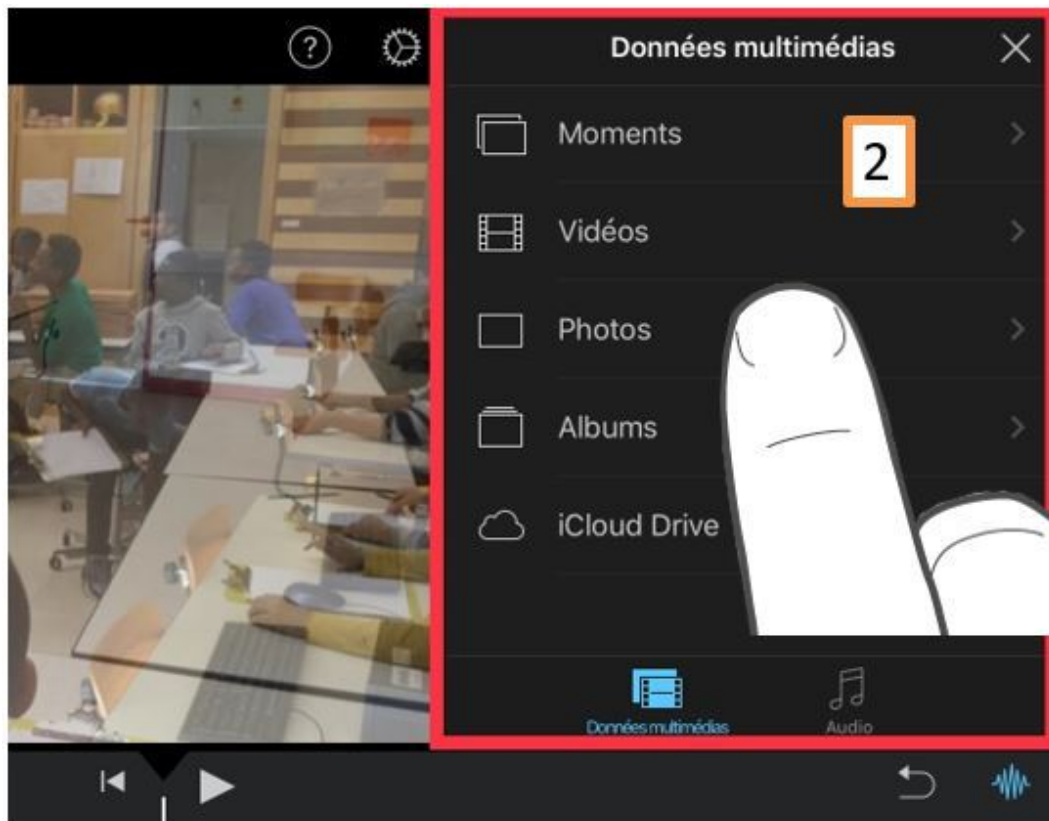 ?
Données multimédias
Moments
2
Vidéos
Photos
Albums
iCloud Drive
Données multimédias
Audio